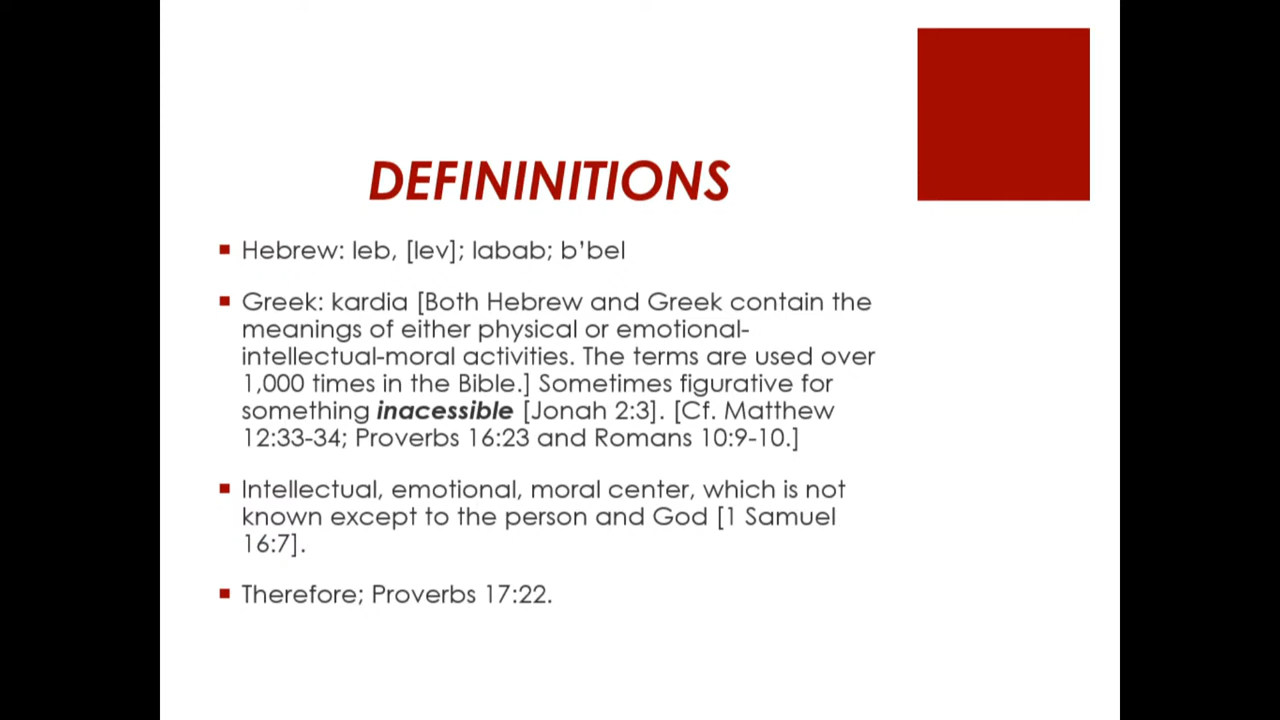 DEFININITIONS
▪ Hebrew: leb, [lev]; labab; b’bel
▪ Greek: kardia [Both Hebrew and Greek contain the
meanings of either physical or emotional-
intellectual-moral activities. The terms are used over
1,000 times in the Bible.] Sometimes figurative for
something inacessible [Jonah 2:3]. [Cf. Matthew
12:33-34; Proverbs 16:23 and Romans 10:9-10.]
▪ Intellectual, emotional, moral center, which is not
known except to the person and God [1 Samuel
16:7].
▪ Therefore; Proverbs 17:22.